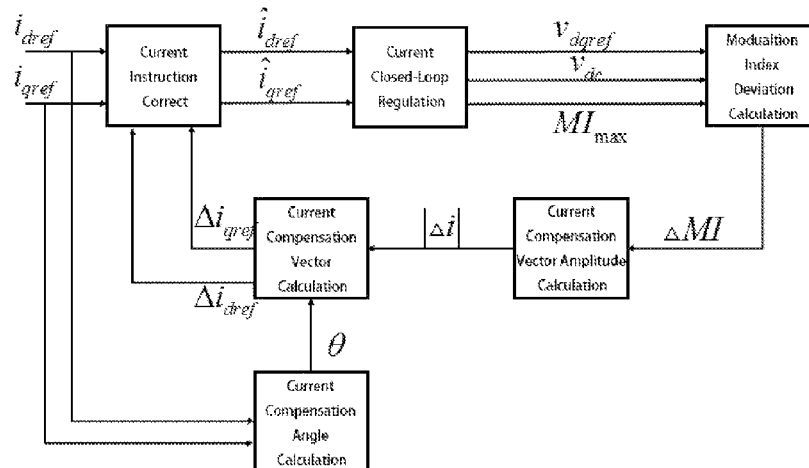 i_dref
î_dref
v_dqref
i_qref
î_qref
v_dc
MI_max
Current
Instruction
Correct
Current
Closed-Loop
Regulation
Modualtion
Index
Deviation
Calculation
Δi_qref
Δi_dref
Current
Compensation
Vector
Calculation
|Δi|
Current
Compensation
Vector Amplitude
Calculation
ΔMI
θ
Current
Compensation
Angle
Calculation